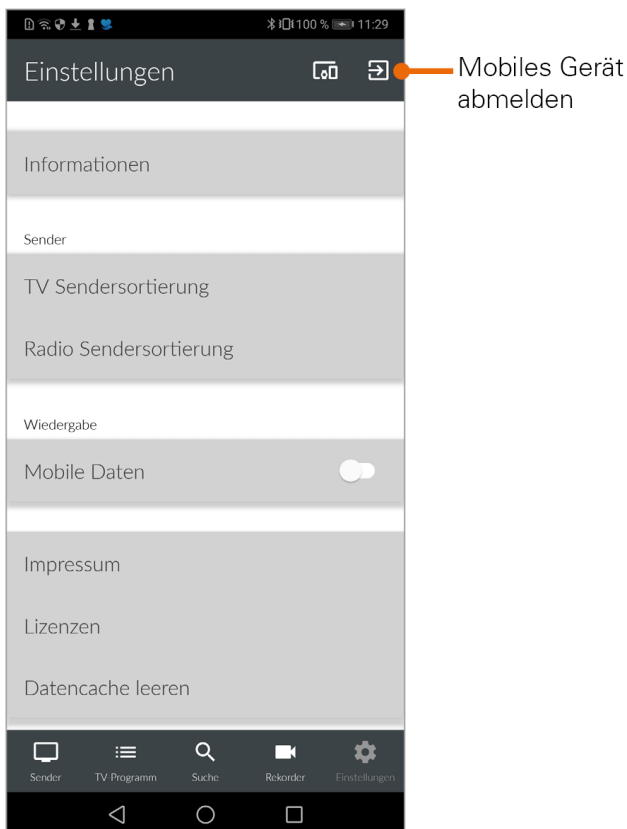 100 % 11:29
Einstellungen
Mobiles Gerät
abmelden
Informationen
Sender
TV Sendersortierung
Radio Sendersortierung
Wiedergabe
Mobile Daten
Impressum
Lizenzen
Datencache leeren
Sender TV-Programm Suche Rekorder Einstellungen